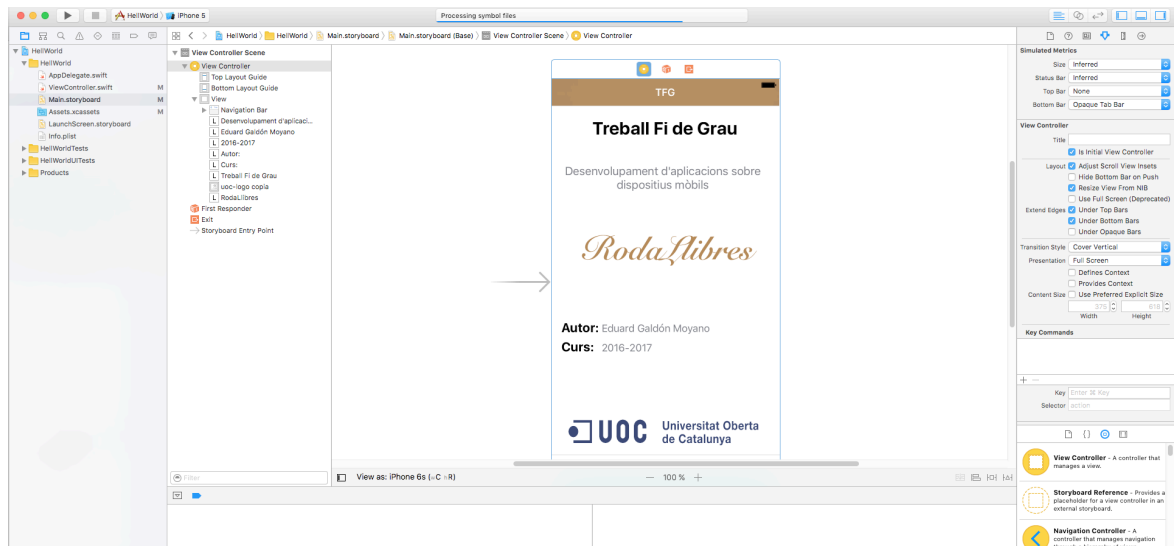 HellWorld 〉 iPhone 5
Processing symbol files
HellWorld 〉 HellWorld 〉 Main.storyboard 〉 Main.storyboard (Base) 〉 View Controller Scene 〉 View Controller
HellWorld
HellWorld
AppDelegate.swift
ViewController.swift M
Main.storyboard M
Assets.xcassets M
LaunchScreen.storyboard
Info.plist
HellWorldTests
HellWorldUITests
Products
View Controller Scene
View Controller
Top Layout Guide
Bottom Layout Guide
View
Navigation Bar
L Desenvolupament d'aplicaci...
L Eduard Galdón Moyano
L 2016-2017
L Autor:
L Curs:
L Treball Fi de Grau
uoc-logo copia
L RodaLlibres
First Responder
Exit
Storyboard Entry Point
Filter
TFG
Treball Fi de Grau
Desenvolupament d'aplicacions sobre
dispositius mòbils
RodaLlibres
Autor: Eduard Galdón Moyano
Curs: 2016-2017
UOC Universitat Oberta
de Catalunya
View as: iPhone 6s (wC hR)
— 100 % +
Simulated Metrics
Size Inferred
Status Bar Inferred
Top Bar None
Bottom Bar Opaque Tab Bar
View Controller
Title
Is Initial View Controller
Layout Adjust Scroll View Insets
Hide Bottom Bar on Push
Resize View From NIB
Use Full Screen (Deprecated)
Extend Edges Under Top Bars
Under Bottom Bars
Under Opaque Bars
Transition Style Cover Vertical
Presentation Full Screen
Defines Context
Provides Context
Content Size Use Preferred Explicit Size
375 618
Width Height
Key Commands
+ —
Key Enter ⌘ Key
Selector action
View Controller - A controller that
manages a view.
Storyboard Reference - Provides a
placeholder for a view controller in an
external storyboard.
Navigation Controller - A
controller that manages navigation